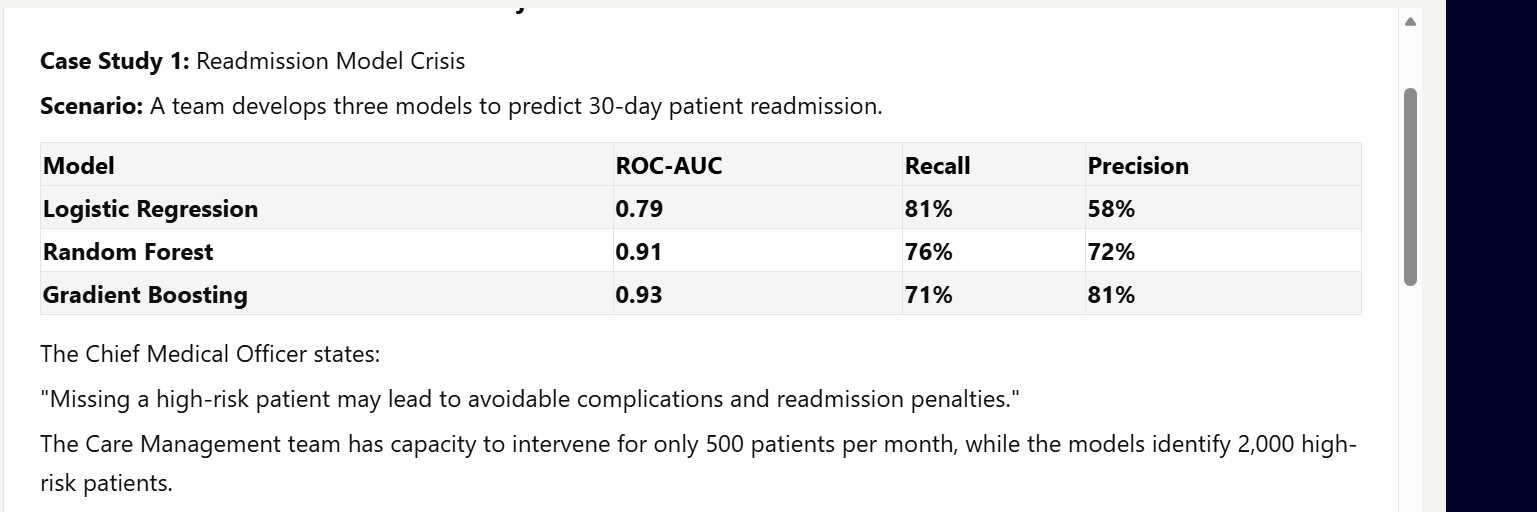 Case Study 1: Readmission Model Crisis
Scenario: A team develops three models to predict 30-day patient readmission.
Model ROC-AUC Recall Precision
Logistic Regression 0.79 81% 58%
Random Forest 0.91 76% 72%
Gradient Boosting 0.93 71% 81%
The Chief Medical Officer states:
"Missing a high-risk patient may lead to avoidable complications and readmission penalties."
The Care Management team has capacity to intervene for only 500 patients per month, while the models identify 2,000 high-
risk patients.